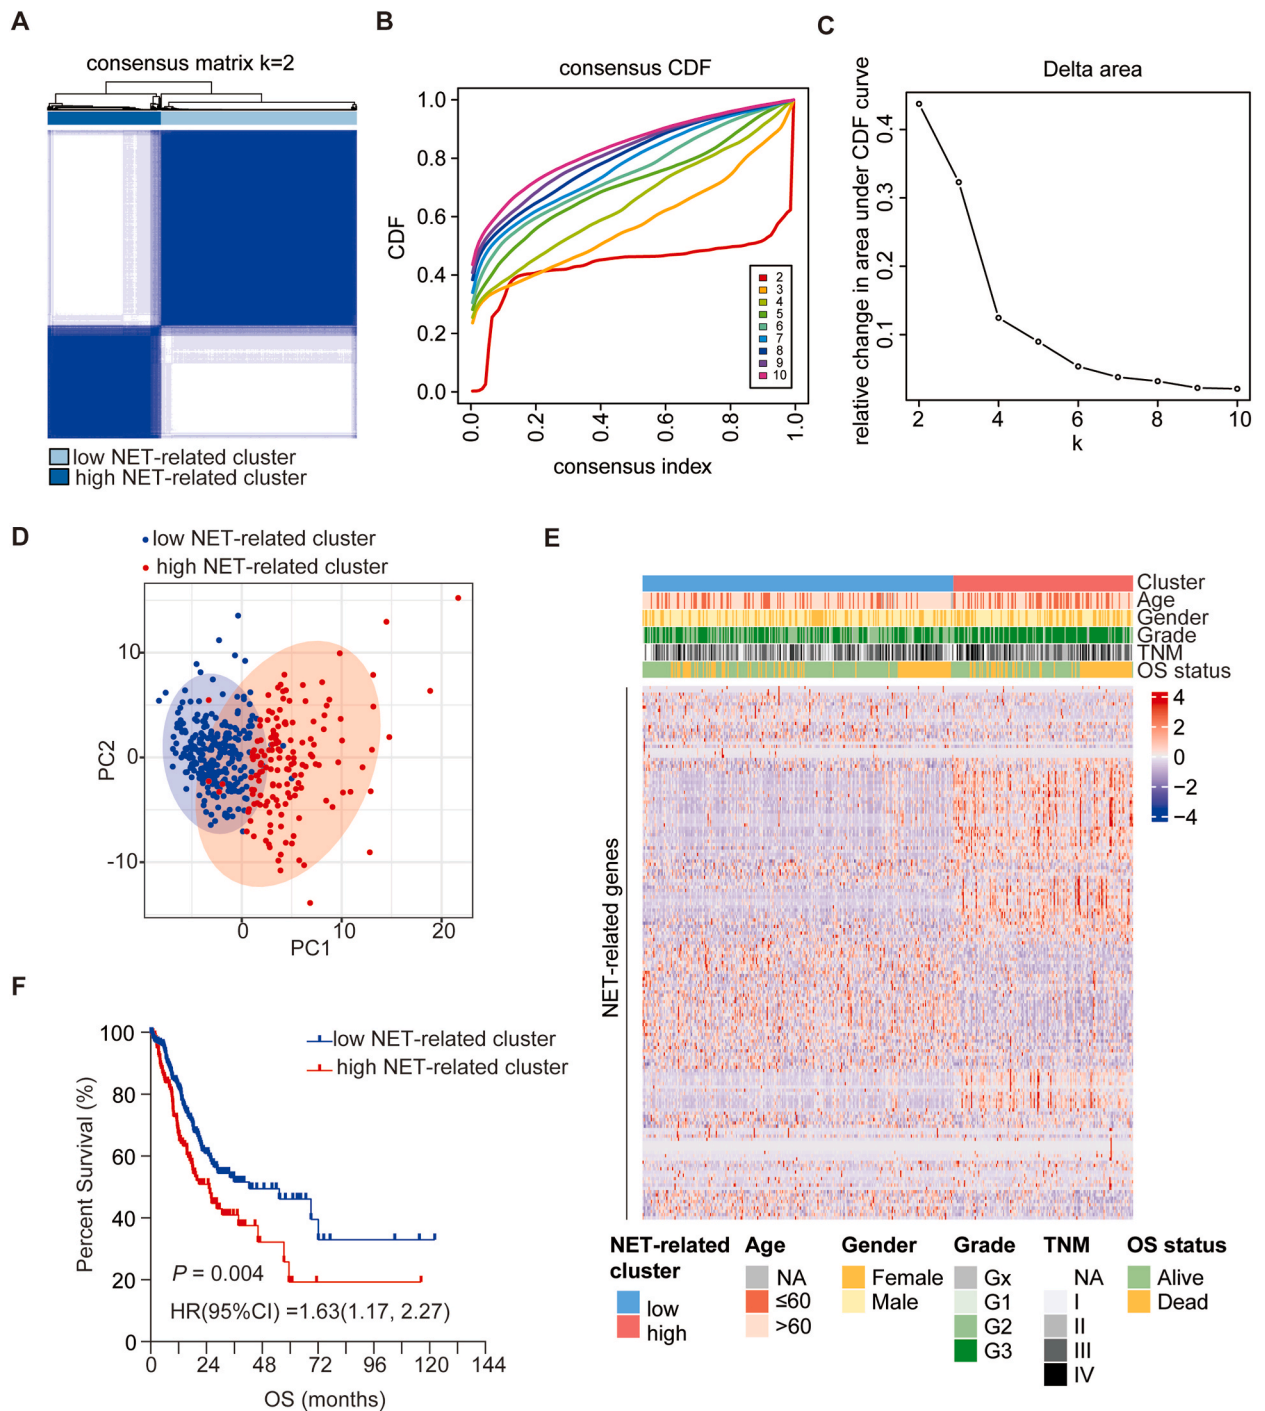 A
consensus matrix k=2
low NET-related cluster
high NET-related cluster
B
consensus CDF
CDF
1.0
0.8
0.6
0.4
0.2
0.0
0.0
0.2
0.4
0.6
0.8
1.0
consensus index
2
3
4
5
6
7
8
9
10
C
Delta area
relative change in area under CDF curve
0.4
0.3
0.2
0.1
2
4
6
8
10
k
D
low NET-related cluster
high NET-related cluster
PC2
10
0
-10
0
10
20
PC1
E
Cluster
Age
Gender
Grade
TNM
OS status
NET-related genes
4
2
0
−2
−4
NET-related
cluster
low
high
Age
NA
≤60
>60
Gender
Female
Male
Grade
Gx
G1
G2
G3
TNM
NA
I
II
III
IV
OS status
Alive
Dead
F
low NET-related cluster
high NET-related cluster
Percent Survival (%)
100
80
60
40
20
0
P = 0.004
HR(95%CI) =1.63(1.17, 2.27)
0
24
48
72
96
120
144
OS (months)